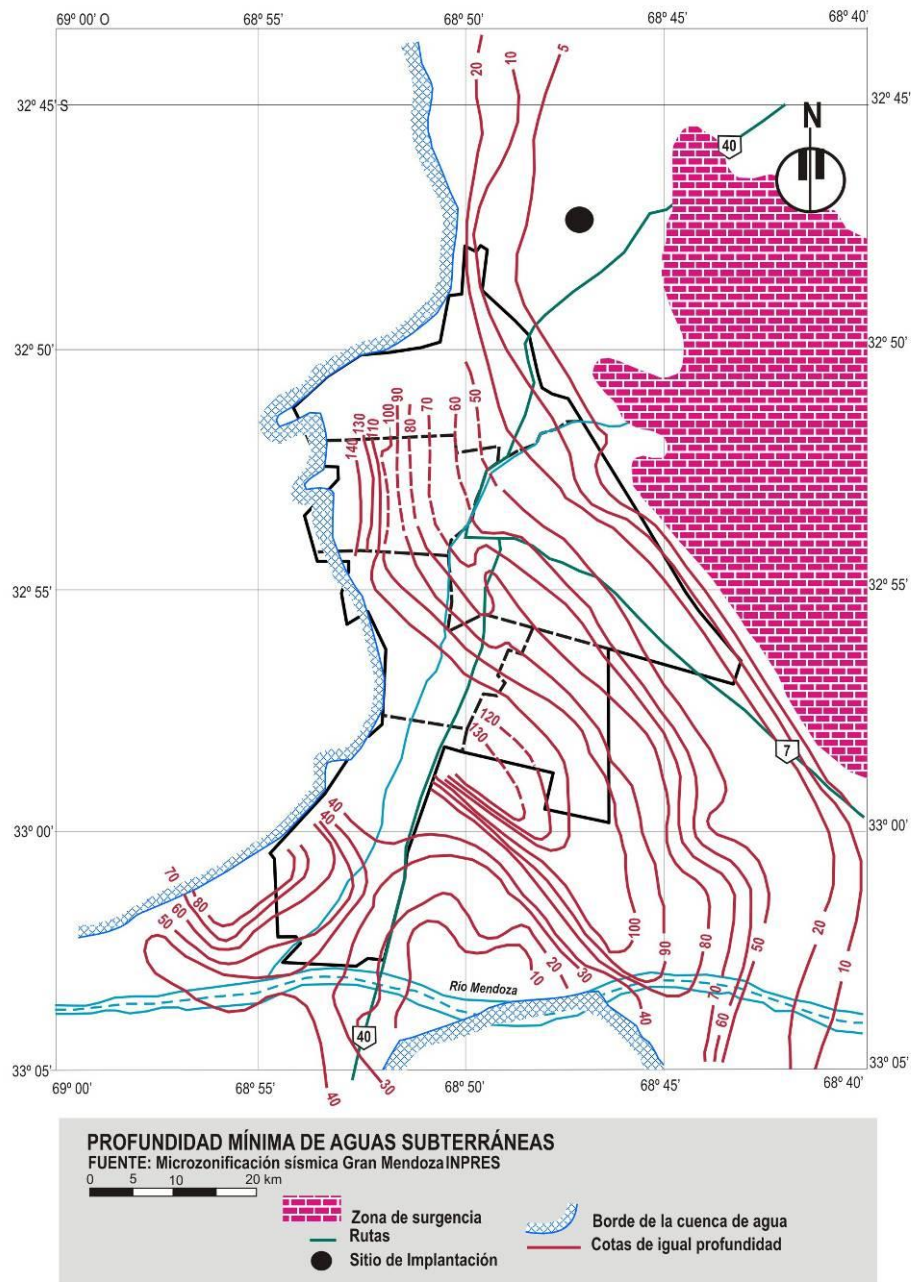 69º 00' O 68º 55' 68º 50' 68º 45' 68º 40'
20 10 5
32º 45' S 32º 45'
40
N
32º 50' 32º 50'
140 130 110 100 90 80 70 60 50
32º 55' 32º 55'
120
130
7
33º 00' 33º 00'
40
40
70
80
60
50
100 90 80 50 20 10
10 20 30 40
70
60
Río Mendoza
40
40 30
33º 05' 33º 05'
69º 00' 68º 55' 68º 50' 68º 45' 68º 40'
PROFUNDIDAD MÍNIMA DE AGUAS SUBTERRÁNEAS
FUENTE: Microzonificación sísmica Gran Mendoza INPRES
0 5 10 20 km
Zona de surgencia
Rutas
Sitio de Implantación
Borde de la cuenca de agua
Cotas de igual profundidad